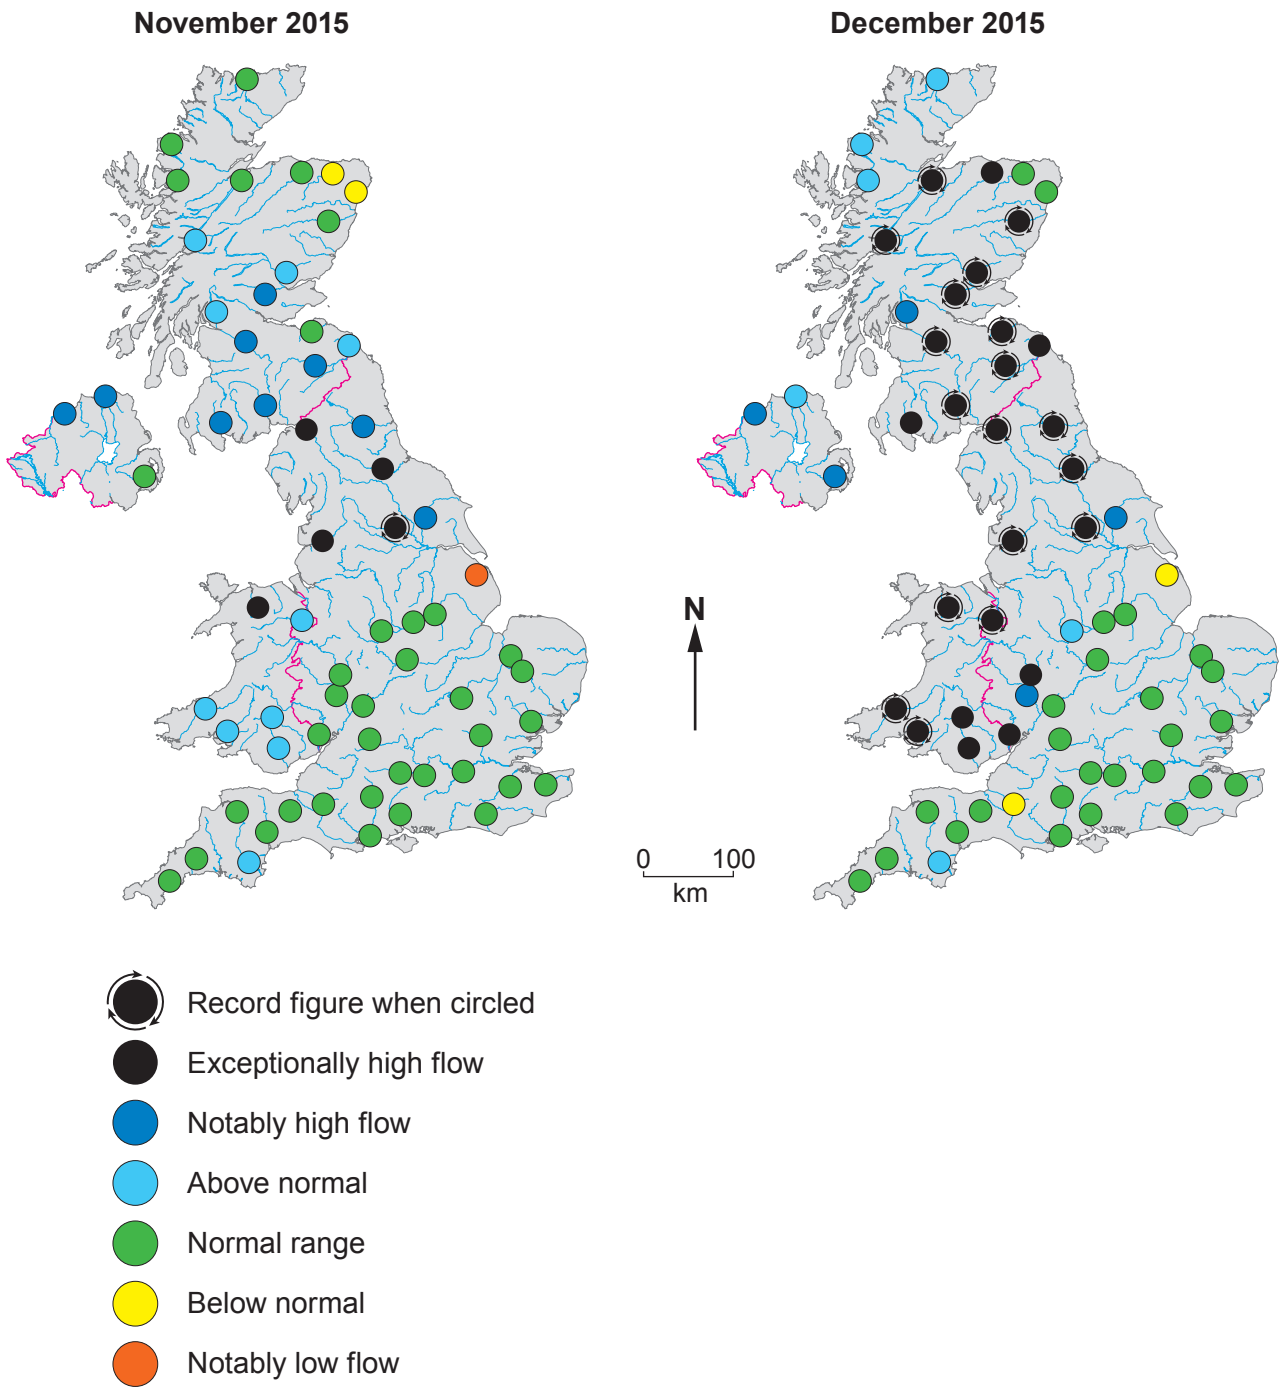 November 2015
December 2015
N
0 100
km
Record figure when circled
Exceptionally high flow
Notably high flow
Above normal
Normal range
Below normal
Notably low flow